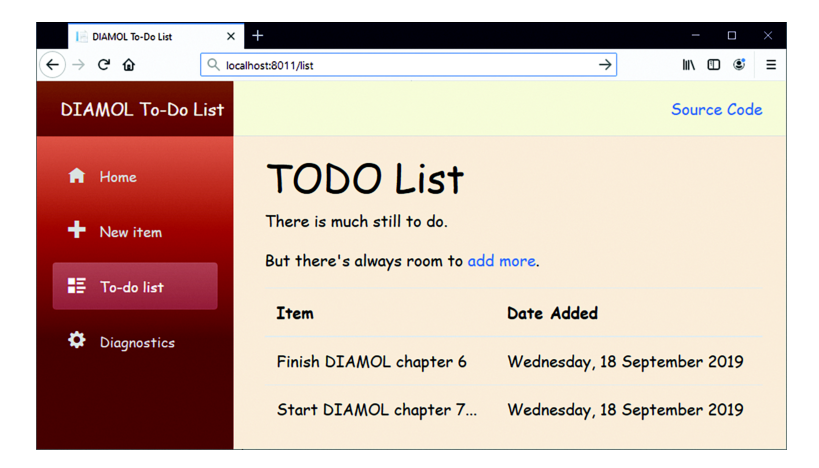 DIAMOL To-Do List
localhost:8011/list
DIAMOL To-Do List
Source Code
Home
New item
To-do list
Diagnostics
TODO List
There is much still to do.
But there's always room to add more.
Item Date Added
Finish DIAMOL chapter 6 Wednesday, 18 September 2019
Start DIAMOL chapter 7... Wednesday, 18 September 2019